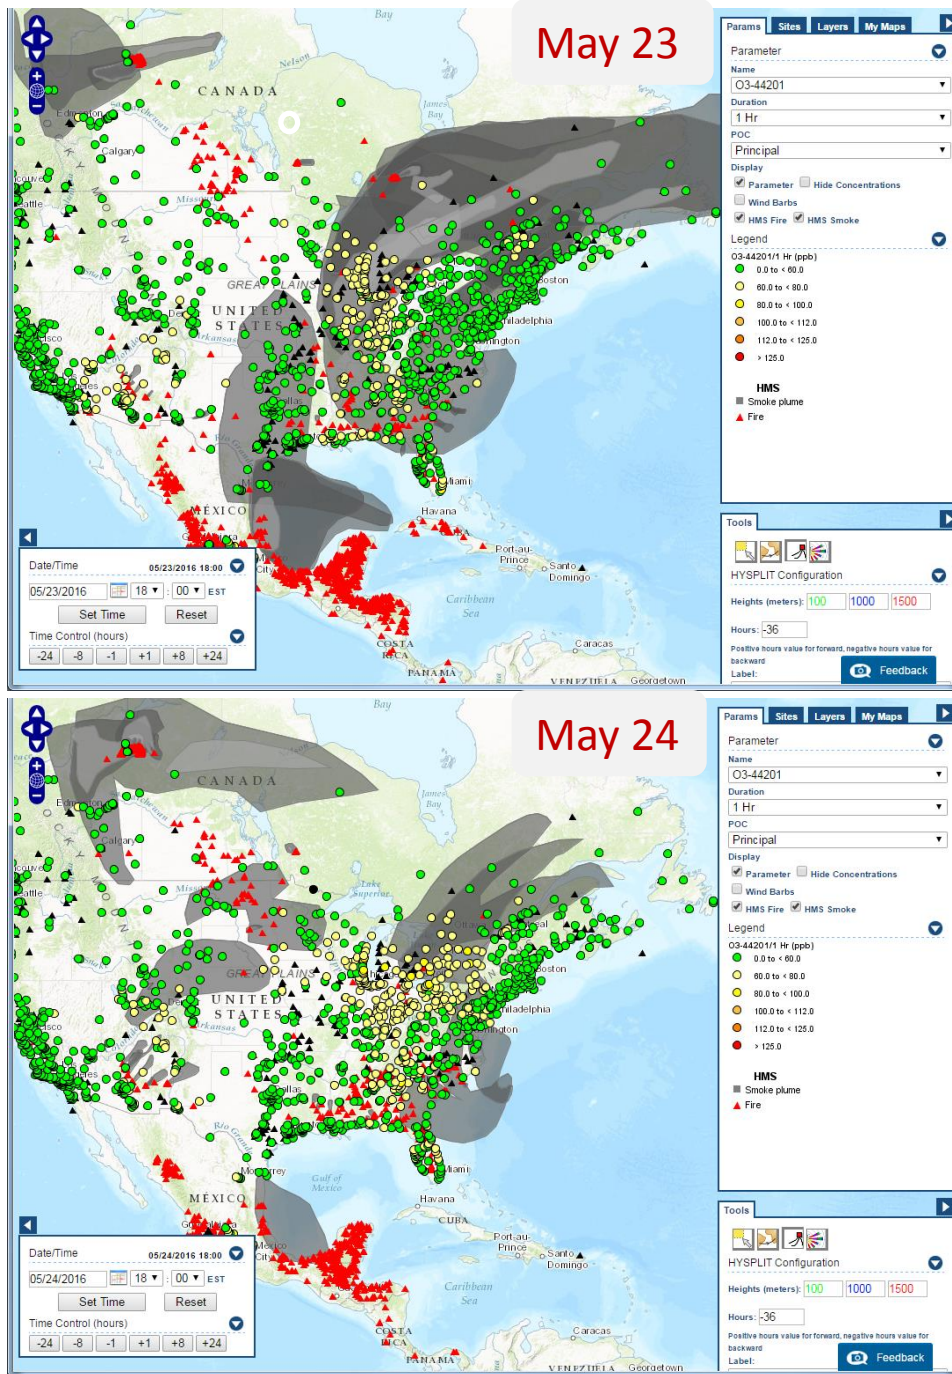 May 23
Params Sites Layers My Maps
Parameter
Name
O3-44201
Duration
1 Hr
POC
Principal
Display
Parameter Hide Concentrations
Wind Barbs
HMS Fire HMS Smoke
Legend
O3-44201/1 Hr (ppb)
0.0 to < 60.0
60.0 to < 80.0
80.0 to < 100.0
100.0 to < 112.0
112.0 to < 125.0
> 125.0
HMS
Smoke plume
Fire
Bay
Nelson
CANADA
James
Bay
Calgary
Missouri
GREAT PLAINS
UNITED
STATES
Arkansas
Boston
Miami
Havana
MÉXICO
City
Port-au-
Prince
Santo
Domingo
Caribbean
Sea
COSTA
RICA
PANAMA
Caracas
VENEZUELA Georgetown
Date/Time 05/23/2016 18:00
05/23/2016 18 : 00 EST
Set Time Reset
Time Control (hours)
-24 -8 -1 +1 +8 +24
Tools
HYSPLIT Configuration
Heights (meters): 100 1000 1500
Hours: -36
Positive hours value for forward, negative hours value for
backward
Label:
Feedback
May 24
Params Sites Layers My Maps
Parameter
Name
O3-44201
Duration
1 Hr
POC
Principal
Display
Parameter Hide Concentrations
Wind Barbs
HMS Fire HMS Smoke
Legend
O3-44201/1 Hr (ppb)
0.0 to < 60.0
60.0 to < 80.0
80.0 to < 100.0
100.0 to < 112.0
112.0 to < 125.0
> 125.0
HMS
Smoke plume
Fire
Bay
CANADA
James
Bay
Calgary
Lake
Superior
GREAT PLAINS
UNITED
STATES
Arkansas
Boston
Miami
Gulf of
Mexico
Havana
CUBA
MÉXICO
Port-au-
Prince
Santo
Domingo
Caribbean
Sea
COSTA
RICA
PANAMA
Caracas
VENEZUELA Georgetown
Date/Time 05/24/2016 18:00
05/24/2016 18 : 00 EST
Set Time Reset
Time Control (hours)
-24 -8 -1 +1 +8 +24
Tools
HYSPLIT Configuration
Heights (meters): 100 1000 1500
Hours: -36
Positive hours value for forward, negative hours value for
backward
Label:
Feedback